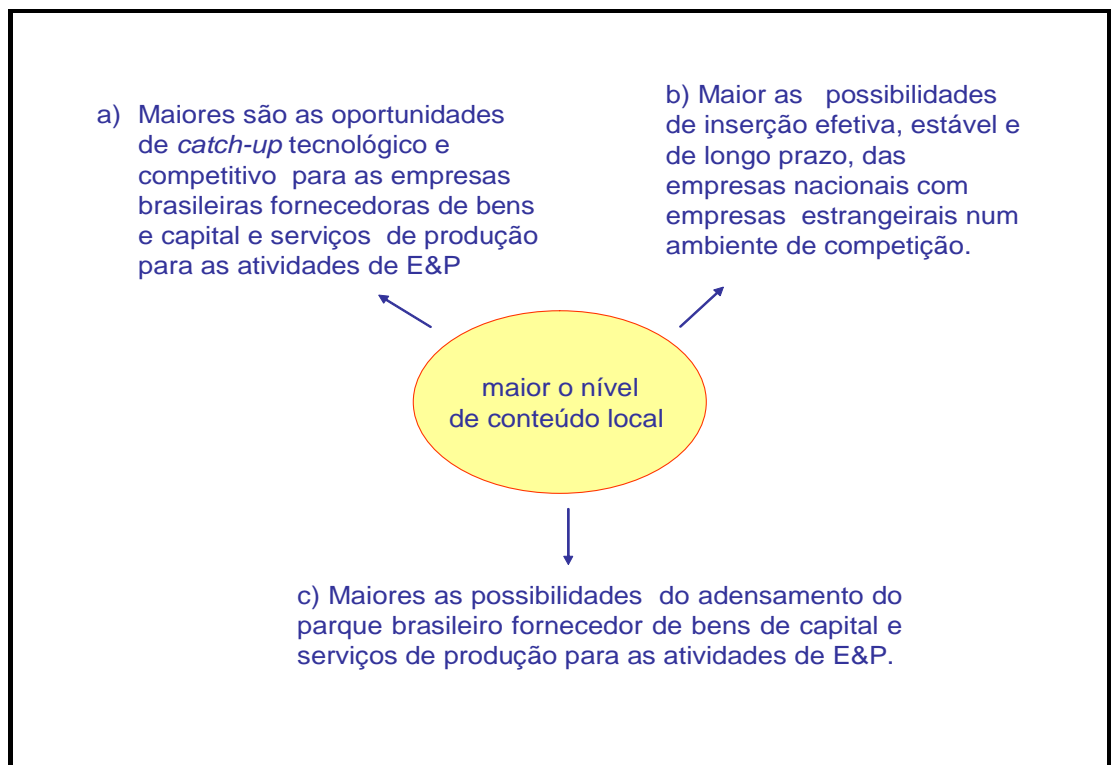 a) Maiores são as oportunidades
de catch-up tecnológico e
competitivo para as empresas
brasileiras fornecedoras de bens
e capital e serviços de produção
para as atividades de E&P
b) Maior as possibilidades
de inserção efetiva, estável e
de longo prazo, das
empresas nacionais com
empresas estrangeirais num
ambiente de competição.
maior o nível
de conteúdo local
c) Maiores as possibilidades do adensamento do
parque brasileiro fornecedor de bens de capital e
serviços de produção para as atividades de E&P.